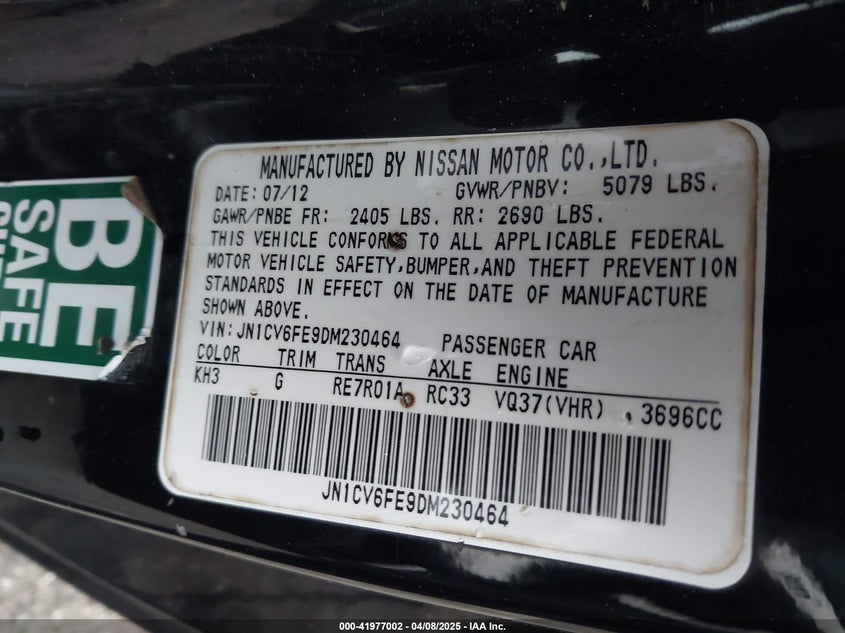 MANUFACTURED BY NISSAN MOTOR CO.,LTD.
DATE: 07/12 GVWR/PNBV: 5079 LBS.
GAWR/PNBE FR: 2405 LBS. RR: 2690 LBS.
THIS VEHICLE CONFORMS TO ALL APPLICABLE FEDERAL
MOTOR VEHICLE SAFETY,BUMPER,AND THEFT PREVENTION
STANDARDS IN EFFECT ON THE DATE OF MANUFACTURE
SHOWN ABOVE.
VIN:JN1CV6FE9DM230464 PASSENGER CAR
COLOR TRIM TRANS AXLE ENGINE
KH3 G RE7R01A RC33 VQ37(VHR) ,3696CC
JN1CV6FE9DM230464
BE
SAFE
000-41977002 - 04/08/2025 - IAA Inc.